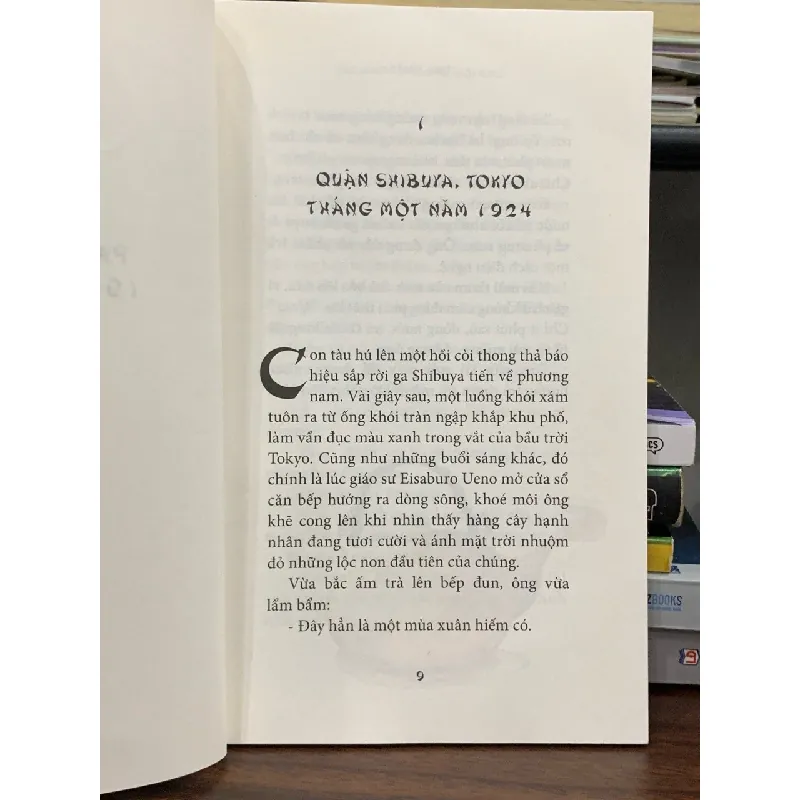 1
QUẬN SHIBUYA, TOKYO
THÁNG MỘT NĂM 1924
Con tàu hú lên một hồi còi thong thả báo
hiệu sắp rời ga Shibuya tiến về phương
nam. Vài giây sau, một luồng khói xám
tuôn ra từ ống khói tràn ngập khắp khu phố,
làm vẩn đục màu xanh trong vắt của bầu trời
Tokyo. Cũng như những buổi sáng khác, đó
chính là lúc giáo sư Eisaburo Ueno mở cửa sổ
căn bếp hướng ra dòng sông, khoé môi ông
khẽ cong lên khi nhìn thấy hàng cây hạnh
nhân đang tươi cười và ánh mặt trời nhuộm
đỏ những lộc non đầu tiên của chúng.
Vừa bắc ấm trà lên bếp đun, ông vừa
lẩm bẩm:
- Đây hẳn là một mùa xuân hiếm có.
9
ZBOOKS